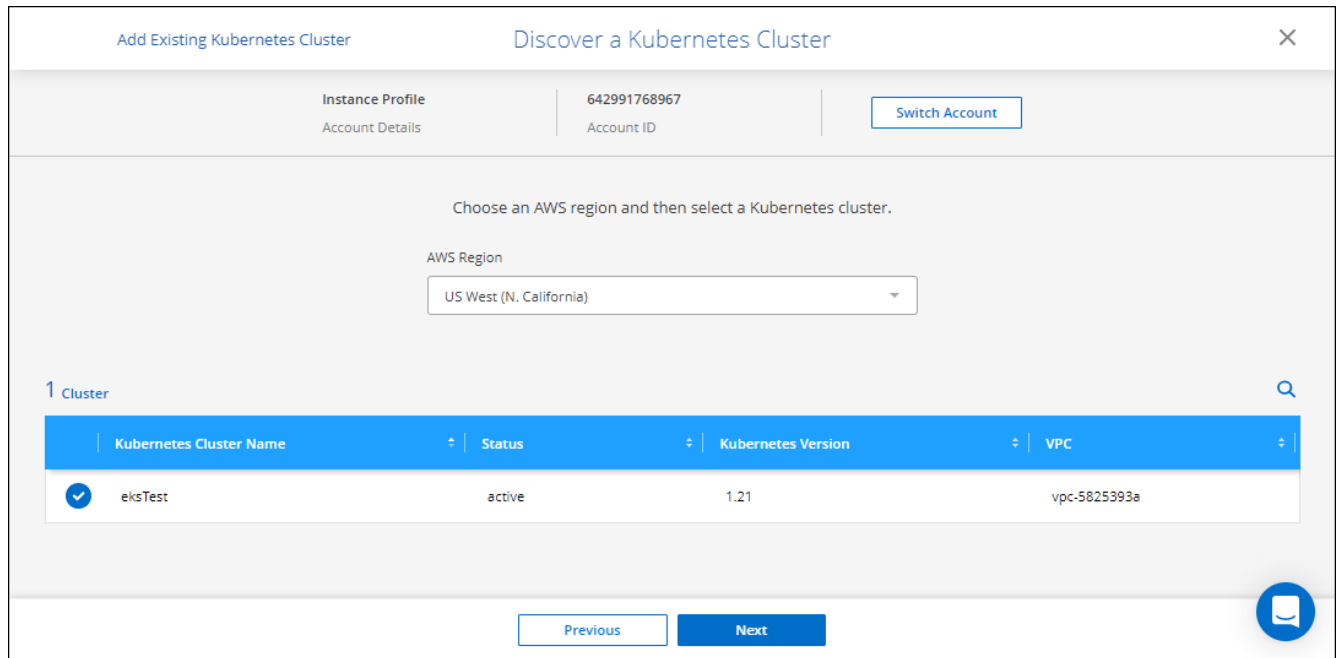 Add Existing Kubernetes Cluster Discover a Kubernetes Cluster
Instance Profile 642991768967 Switch Account
Account Details Account ID
Choose an AWS region and then select a Kubernetes cluster.
AWS Region
US West (N. California)
1 Cluster
Kubernetes Cluster Name Status Kubernetes Version VPC
eksTest active 1.21 vpc-5825393a
Previous Next